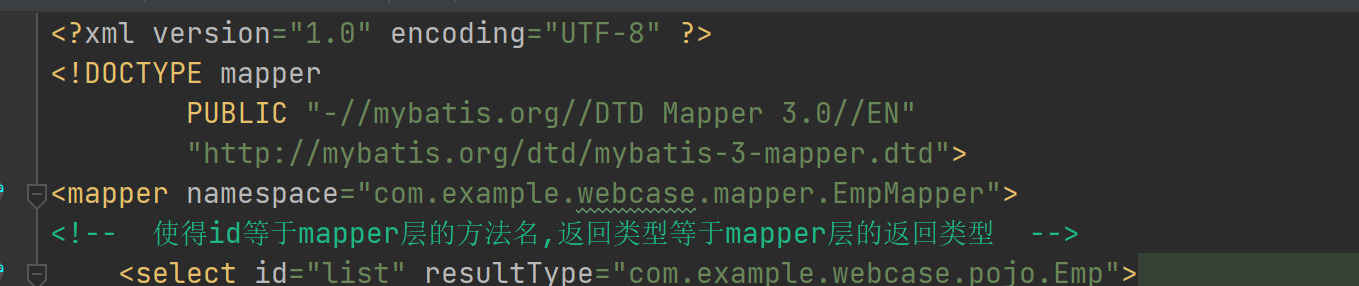 <?xml version="1.0" encoding="UTF-8" ?>
<!DOCTYPE mapper
PUBLIC "-//mybatis.org//DTD Mapper 3.0//EN"
"http://mybatis.org/dtd/mybatis-3-mapper.dtd">
<mapper namespace="com.example.webcase.mapper.EmpMapper">
<!-- 使得id等于mapper层的方法名,返回类型等于mapper层的返回类型 -->
<select id="list" resultType="com.example.webcase.pojo.Emp">